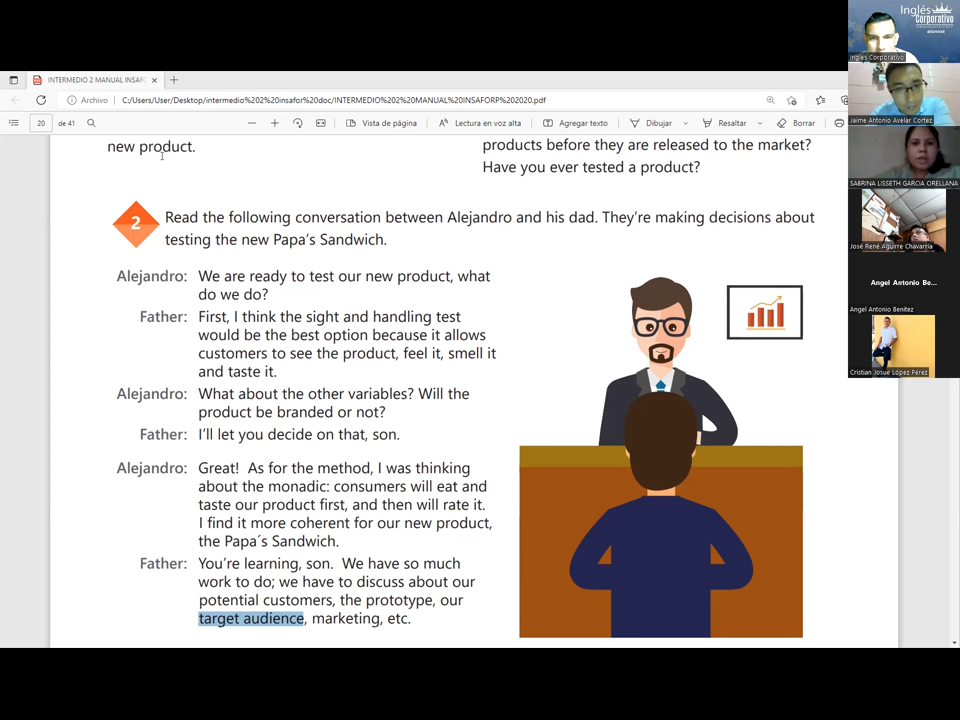 INTERMEDIO 2 MANUAL INSAFO
Archivo
C:/Users/User/Desktop/intermedio%202%20insafor%20doc/INTERMEDIO%202%20MANUAL%20INSAFORP%202020.pdf
20
de 41
Vista de página
Lectura en voz alta
Agregar texto
Dibujar
Resaltar
Borrar
new product.
products before they are released to the market?
Have you ever tested a product?
2
Read the following conversation between Alejandro and his dad. They're making decisions about
testing the new Papa's Sandwich.
Alejandro: We are ready to test our new product, what
do we do?
Father: First, I think the sight and handling test
would be the best option because it allows
customers to see the product, feel it, smell it
and taste it.
Alejandro: What about the other variables? Will the
product be branded or not?
Father: I'll let you decide on that, son.
Alejandro: Great! As for the method, I was thinking
about the monadic: consumers will eat and
taste our product first, and then will rate it.
I find it more coherent for our new product,
the Papa´s Sandwich.
Father: You're learning, son. We have so much
work to do; we have to discuss about our
potential customers, the prototype, our
target audience, marketing, etc.
Inglés
Corporativo
Inglés Corporativo
Jaime Antonio Avelar Cortez
SABRINA LISSETH GARCIA ORELLANA
José René Aguirre Chavarria
Angel Antonio Be...
Angel Antonio Benitez
Cristian Josue López Pérez